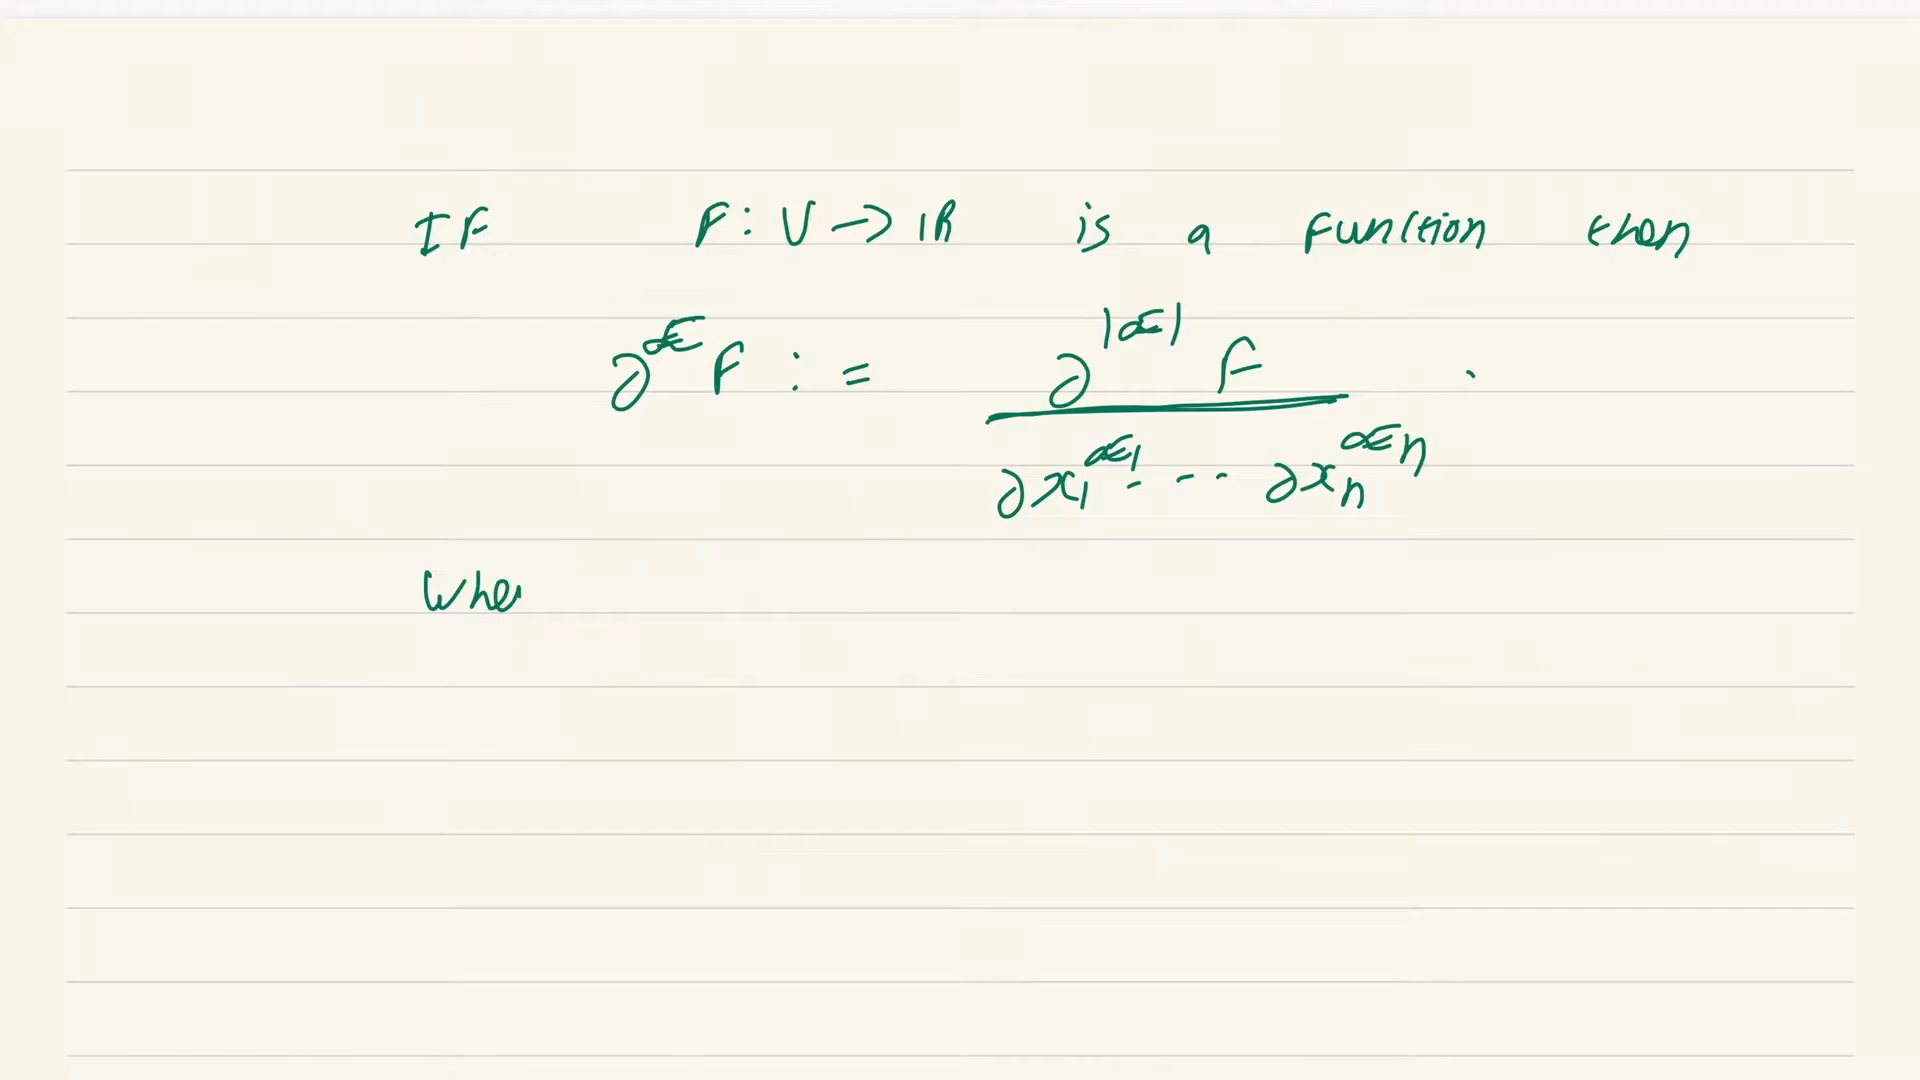 IF F: U → ℝ is a function then
∂^α F := ∂^|α| F / ∂x₁^α₁ ... ∂xₙ^αₙ .
Whe